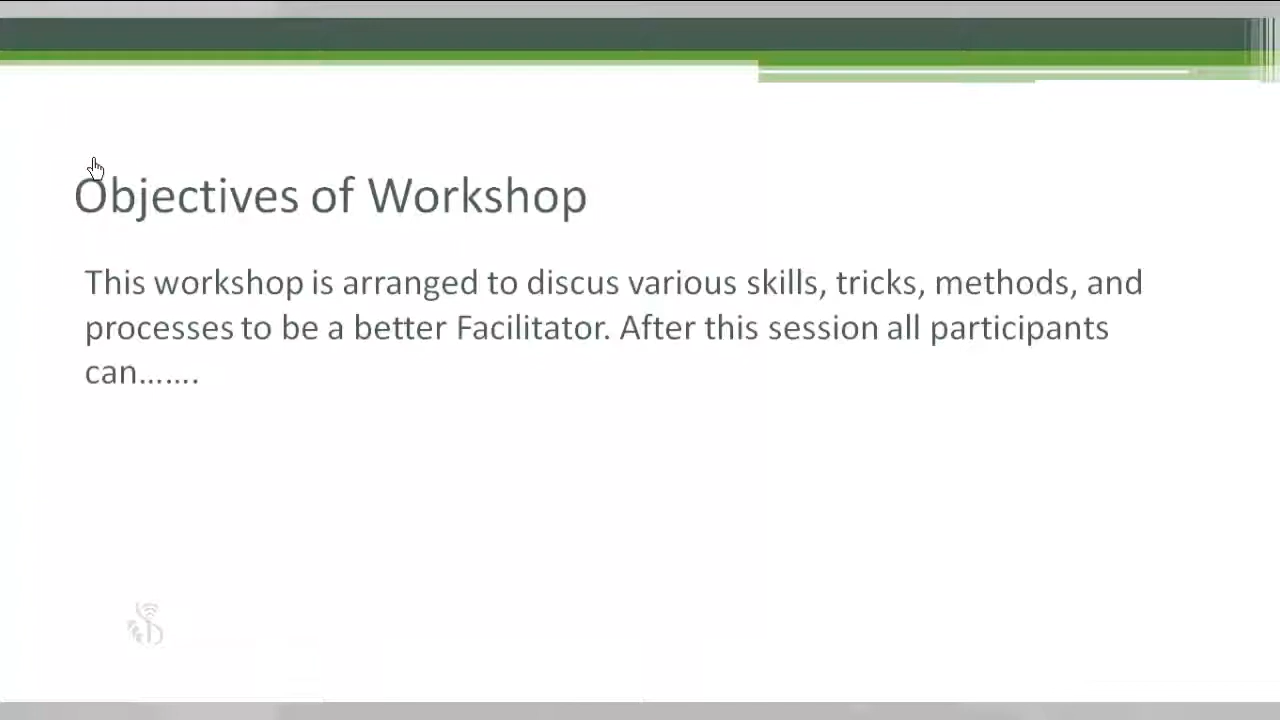 Objectives of Workshop
This workshop is arranged to discus various skills, tricks, methods, and
processes to be a better Facilitator. After this session all participants
can…….